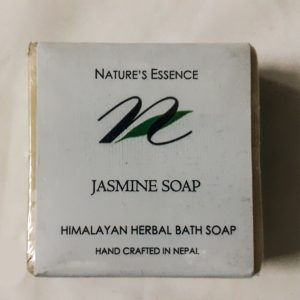 NATURE'S ESSENCE
n
JASMINE SOAP
HIMALAYAN HERBAL BATH SOAP
HAND CRAFTED IN NEPAL